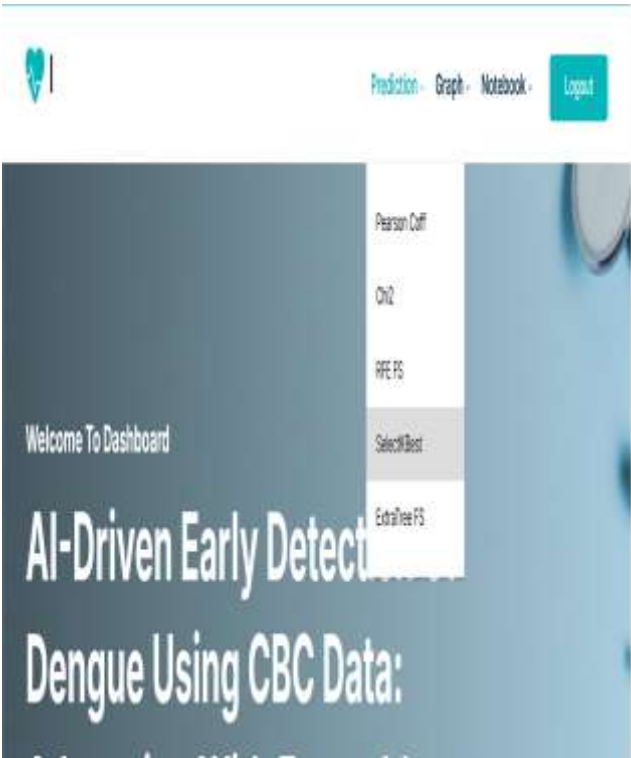 Prediction Graph Notebook Logout
Pearson Coff
Chi2
RFE FS
SelectKBest
ExtraTree FS
Welcome To Dashboard
AI-Driven Early Detect
Dengue Using CBC Data: